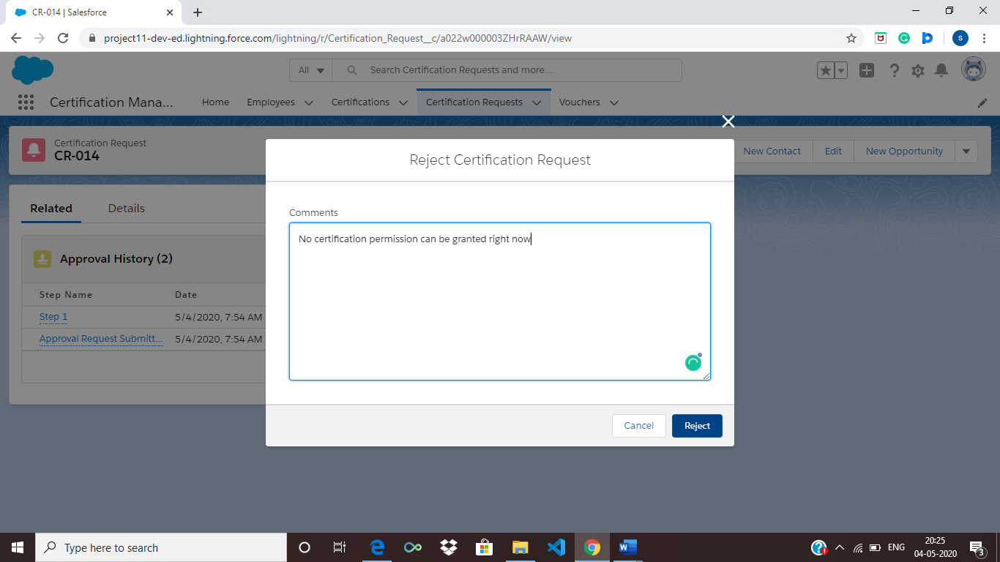 CR-014 | Salesforce
project11-dev-ed.lightning.force.com/lightning/r/Certification_Request__c/a022w000003ZHrRAAW/view
S
All
Search Certification Requests and more...
Certification Mana...
Home
Employees
Certifications
Certification Requests
Vouchers
Certification Request
CR-014
New Contact
Edit
New Opportunity
Related
Details
Approval History (2)
Step Name
Date
Step 1
5/4/2020, 7:54 AM
Approval Request Submitt...
5/4/2020, 7:54 AM
Reject Certification Request
Comments
No certification permission can be granted right now
Cancel
Reject
Type here to search
ENG
20:25
04-05-2020
3